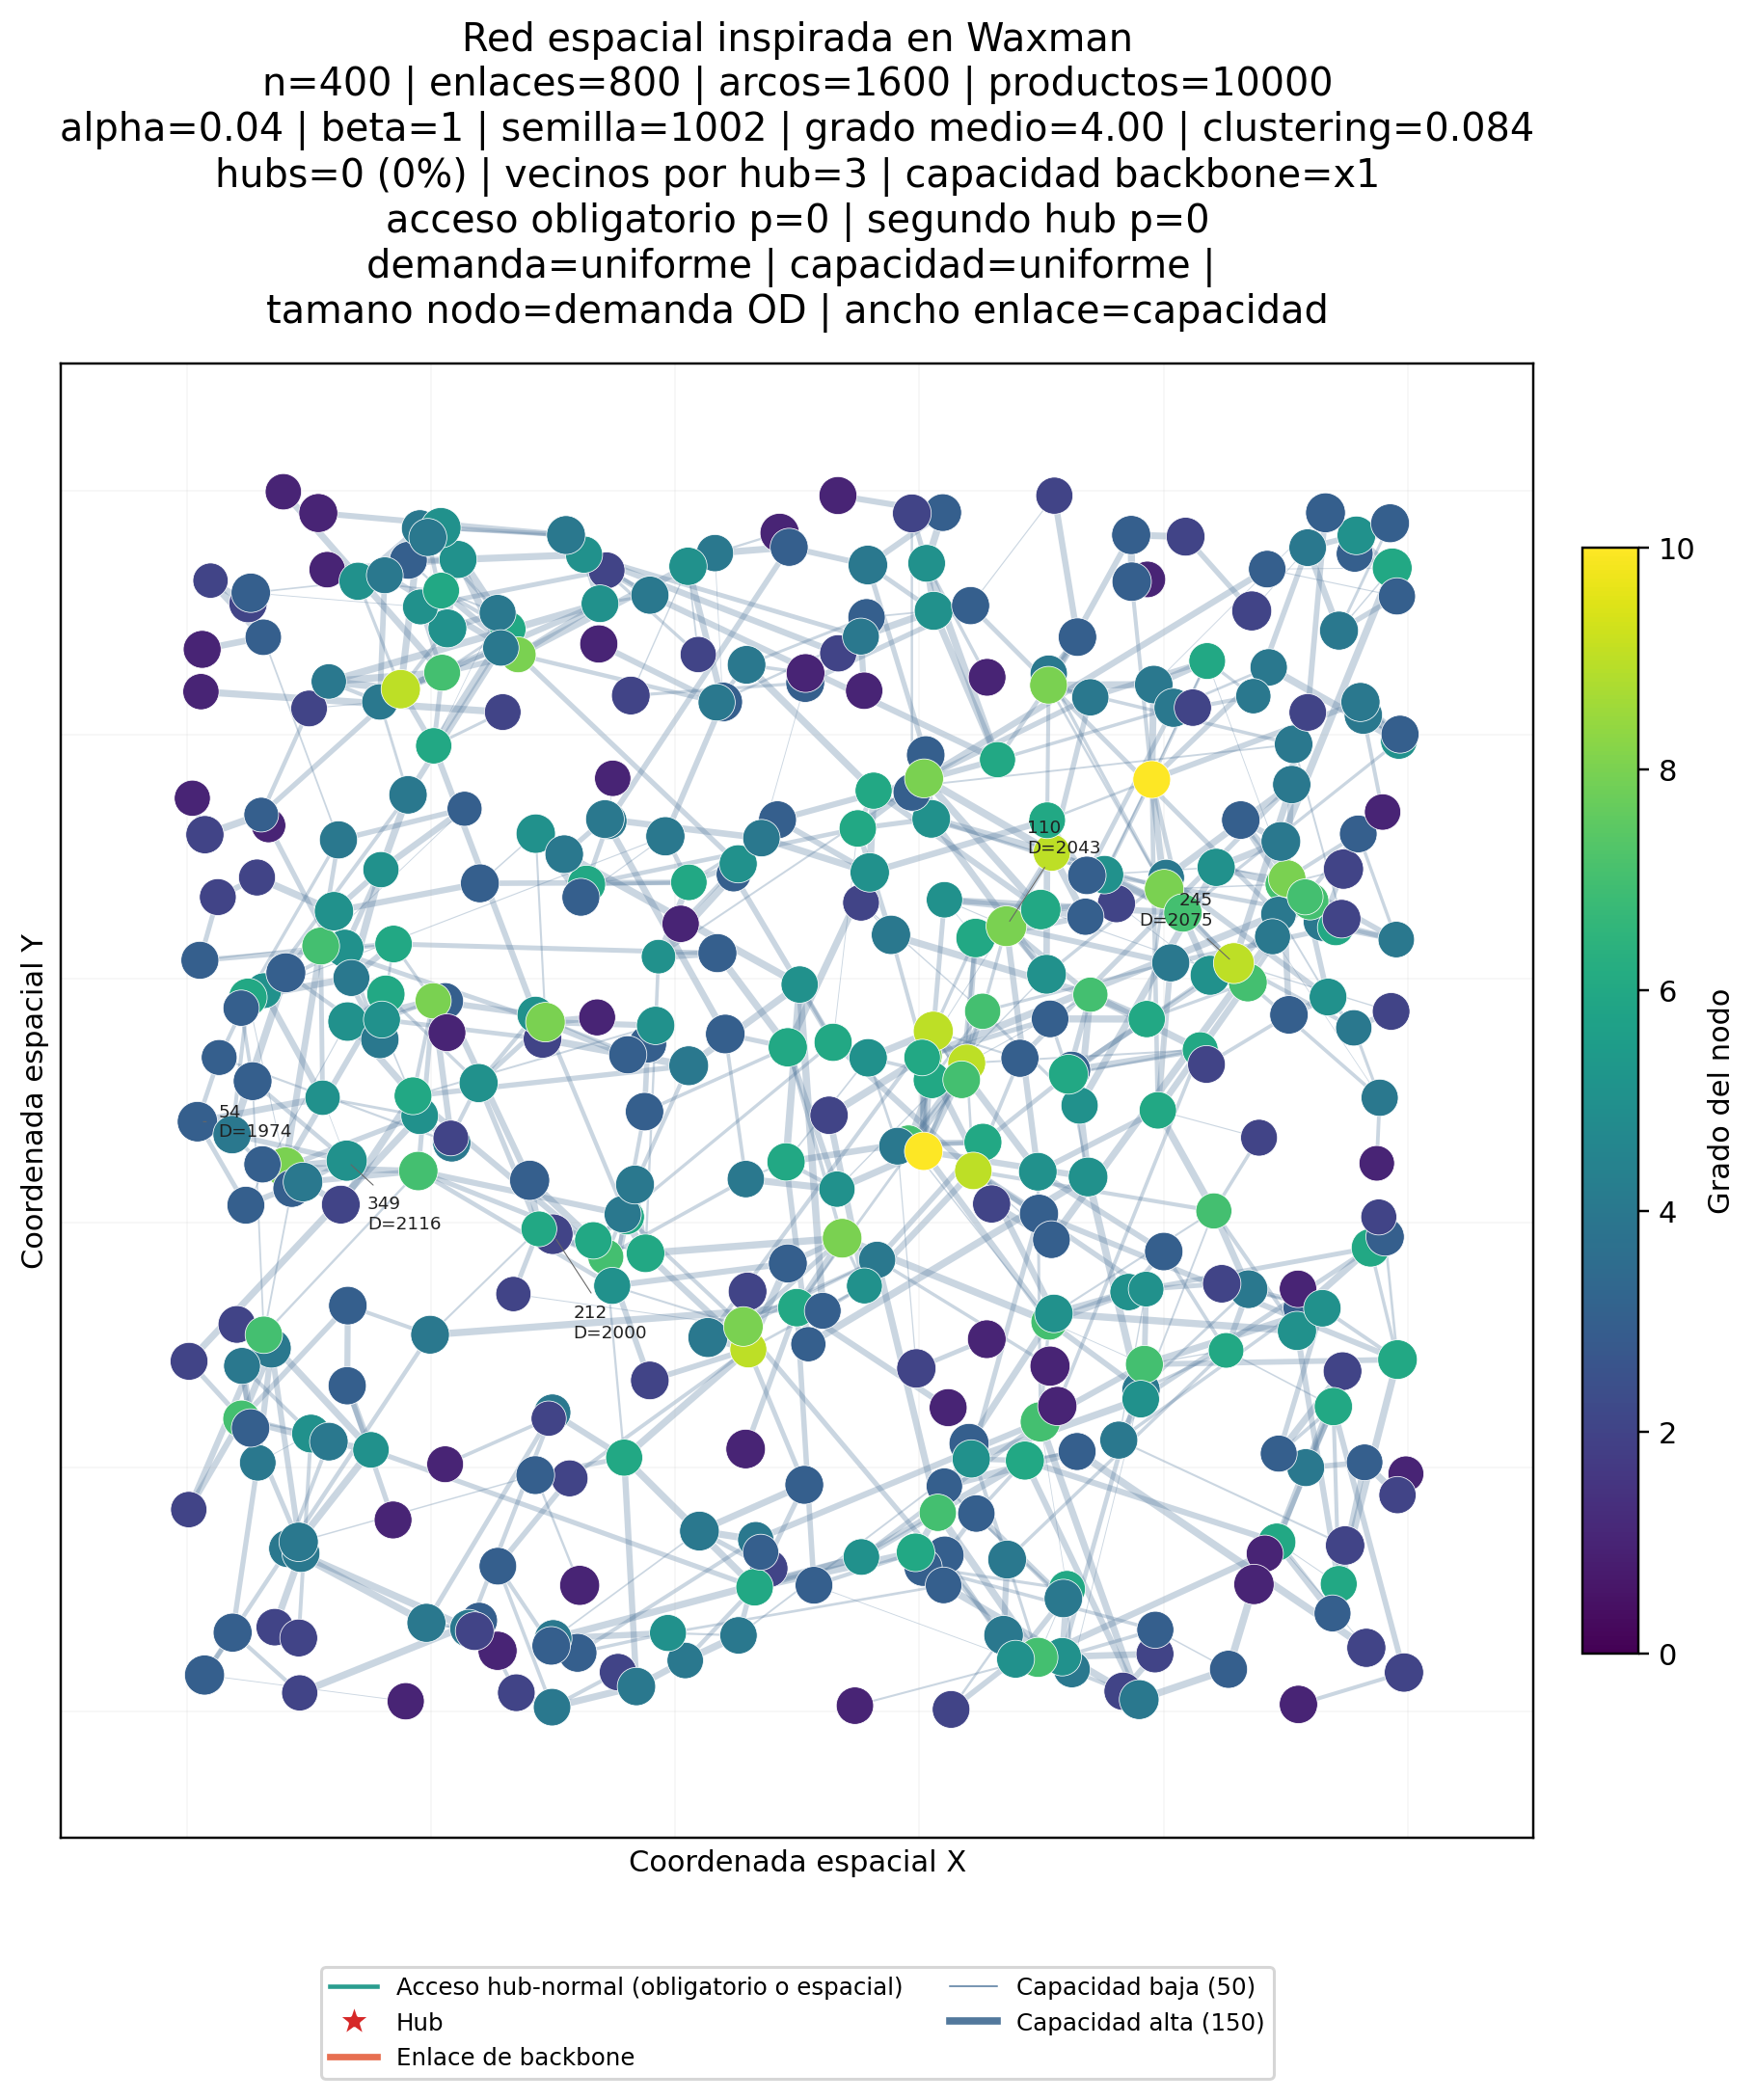 Red espacial inspirada en Waxman
n=400 | enlaces=800 | arcos=1600 | productos=10000
alpha=0.04 | beta=1 | semilla=1002 | grado medio=4.00 | clustering=0.084
hubs=0 (0%) | vecinos por hub=3 | capacidad backbone=x1
acceso obligatorio p=0 | segundo hub p=0
demanda=uniforme | capacidad=uniforme |
tamano nodo=demanda OD | ancho enlace=capacidad
110
D=2043
245
D=2075
54
D=1974
349
D=2116
212
D=2000
Coordenada espacial Y
Coordenada espacial X
10
8
6
4
2
0
Grado del nodo
Acceso hub-normal (obligatorio o espacial)
Hub
Enlace de backbone
Capacidad baja (50)
Capacidad alta (150)